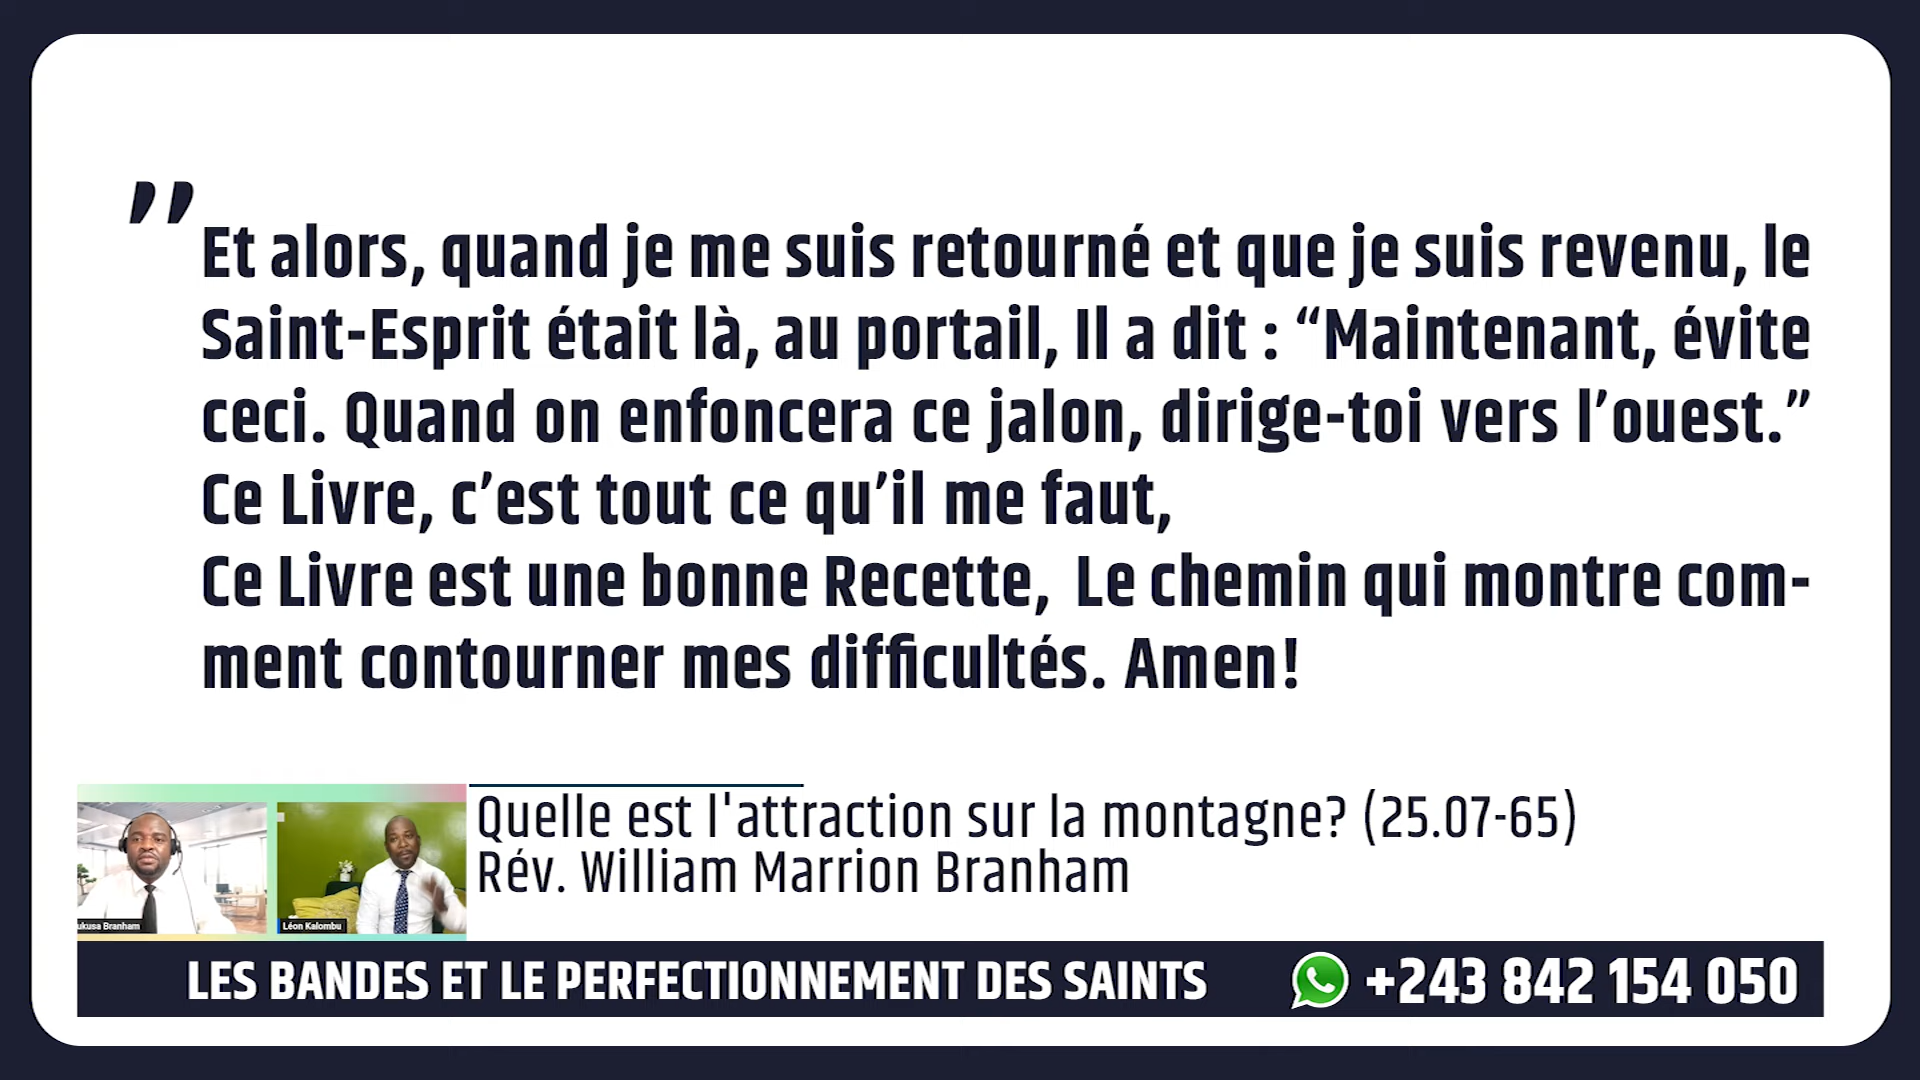 ”
Et alors, quand je me suis retourné et que je suis revenu, le
Saint-Esprit était là, au portail, Il a dit : “Maintenant, évite
ceci. Quand on enfoncera ce jalon, dirige-toi vers l’ouest.”
Ce Livre, c’est tout ce qu’il me faut,
Ce Livre est une bonne Recette, Le chemin qui montre com-
ment contourner mes difficultés. Amen!
Quelle est l'attraction sur la montagne? (25.07-65)
Rév. William Marrion Branham
ukusa Branham
Léon Kalombu
LES BANDES ET LE PERFECTIONNEMENT DES SAINTS
+243 842 154 050